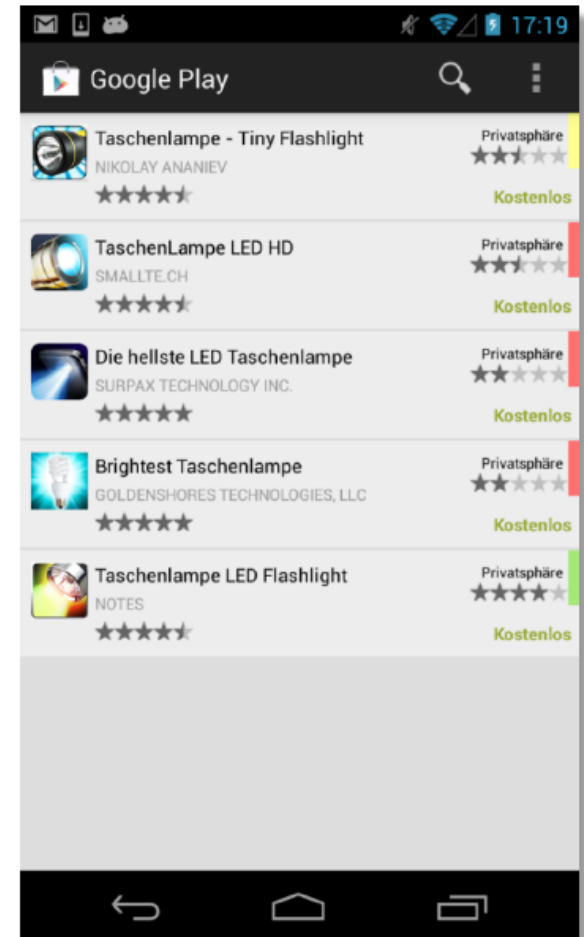 17:19
Google Play
Taschenlampe - Tiny Flashlight
Privatsphäre
NIKOLAY ANANIEV
Kostenlos
TaschenLampe LED HD
Privatsphäre
SMALLTE.CH
Kostenlos
Die hellste LED Taschenlampe
Privatsphäre
SURPAX TECHNOLOGY INC.
Kostenlos
Brightest Taschenlampe
Privatsphäre
GOLDENSHORES TECHNOLOGIES, LLC
Kostenlos
Taschenlampe LED Flashlight
Privatsphäre
NOTES
Kostenlos